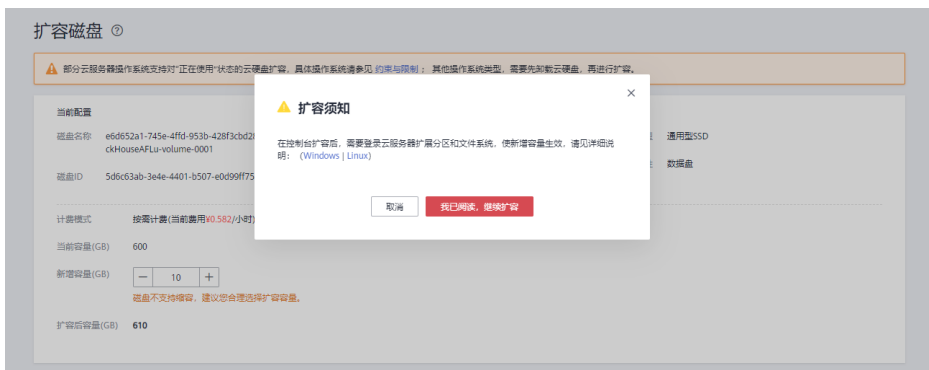 扩容磁盘
部分云服务器操作系统支持对“正在使用”状态的云硬盘扩容，具体操作系统请参见 约束与限制 ； 其他操作系统类型，需要先卸载云硬盘，再进行扩容。
扩容须知
在控制台扩容后，需要登录云服务器扩展分区和文件系统，使新增容量生效，请见详细说
明： （Windows | Linux）
取消
我已阅读，继续扩容
当前配置
磁盘名称 e6d652a1-745e-4ffd-953b-428f3cbd2
ckHouseAFLu-volume-0001
通用型SSD
数据盘
磁盘ID 5d6c63ab-3e4e-4401-b507-e0d99ff75
计费模式 按需计费(当前费用¥0.582/小时)
当前容量(GB) 600
新增容量(GB) 10
磁盘不支持缩容，建议您合理选择扩容容量。
扩容后容量(GB) 610